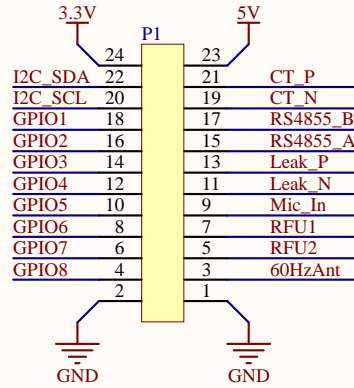 3.3V 5V
P1
24 23
I2C_SDA 22 21 CT_P
I2C_SCL 20 19 CT_N
GPIO1 18 17 RS4855_B
GPIO2 16 15 RS4855_A
GPIO3 14 13 Leak_P
GPIO4 12 11 Leak_N
GPIO5 10 9 Mic_In
GPIO6 8 7 RFU1
GPIO7 6 5 RFU2
GPIO8 4 3 60HzAnt
2 1
GND GND